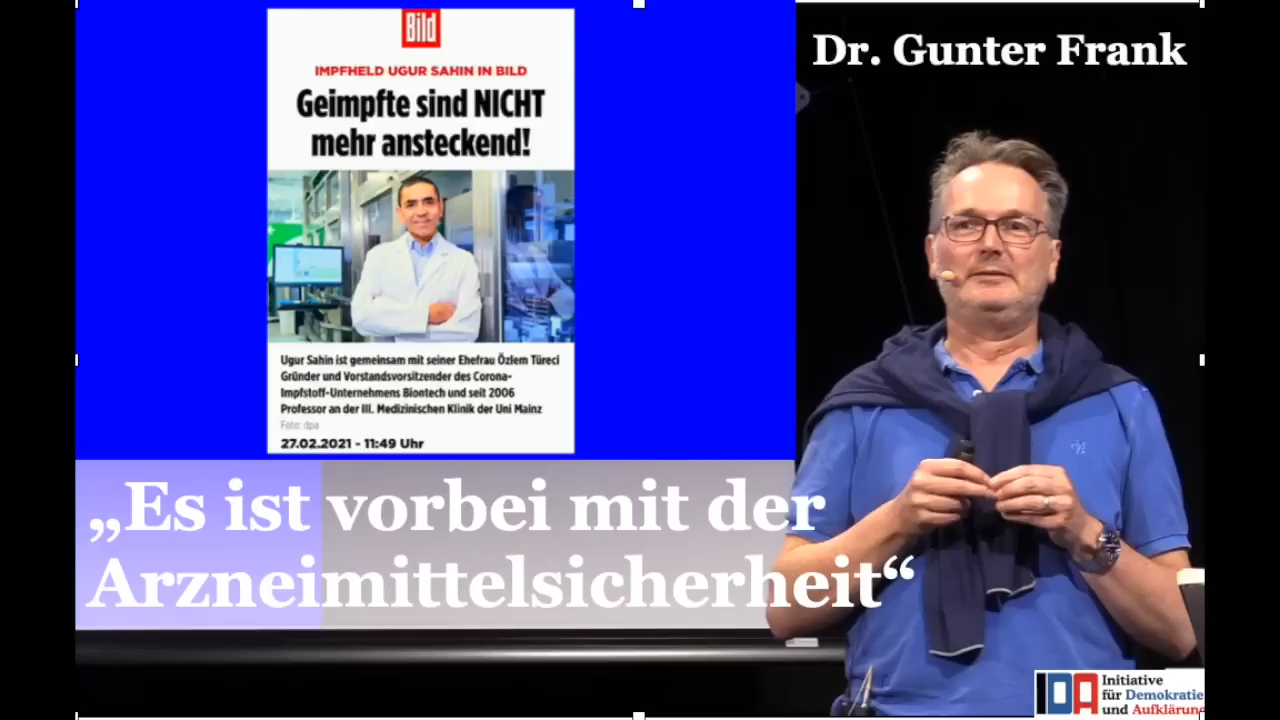 Bild
IMPFHELD UGUR SAHIN IN BILD
Geimpfte sind NICHT
mehr ansteckend!
Ugur Sahin ist gemeinsam mit seiner Ehefrau Özlem Türeci
Gründer und Vorstandsvorsitzender des Corona-
Impfstoff-Unternehmens Biontech und seit 2006
Professor an der III. Medizinischen Klinik der Uni Mainz
Foto: dpa
27.02.2021 - 11:49 Uhr
Dr. Gunter Frank
„Es ist vorbei mit der
Arzneimittelsicherheit“
IDA
Initiative
für Demokratie
und Aufklärung